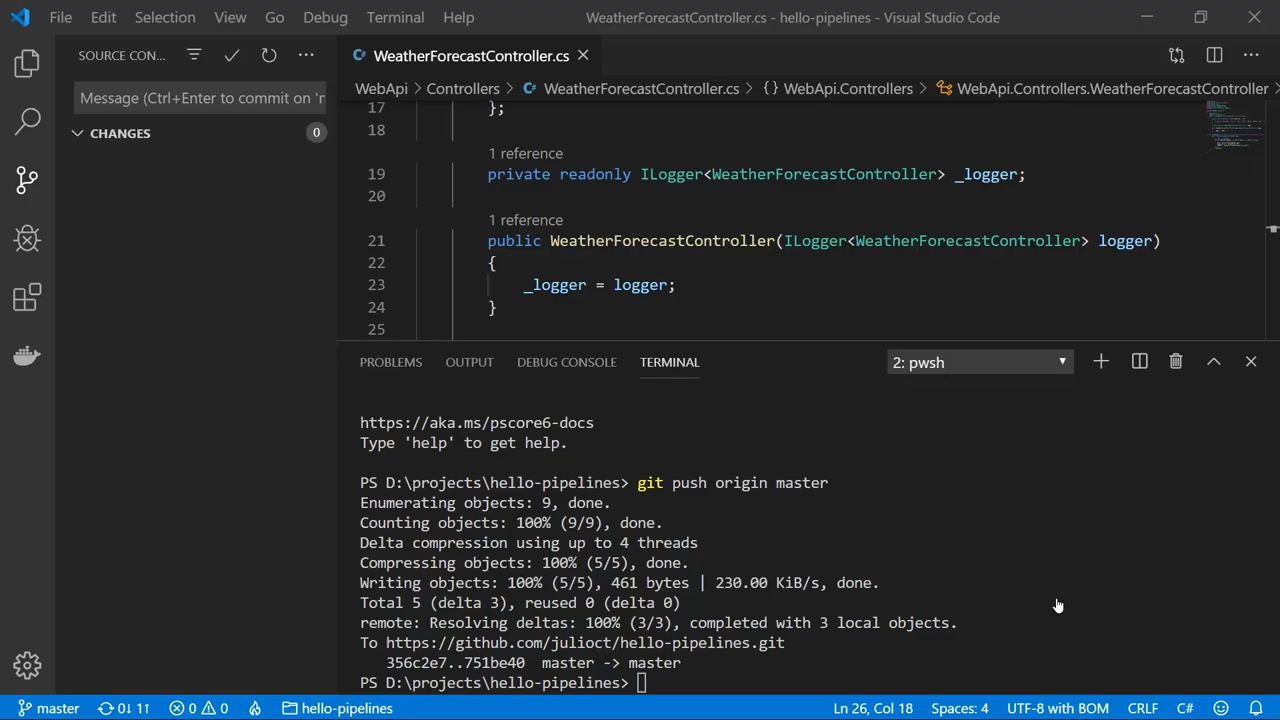 File Edit Selection View Go Debug Terminal Help
WeatherForecastController.cs - hello-pipelines - Visual Studio Code
SOURCE CON...
Message (Ctrl+Enter to commit on 'r
CHANGES 0
WeatherForecastController.cs
WebApi > Controllers > WeatherForecastController.cs > {} WebApi.Controllers > WebApi.Controllers.WeatherForecastController >
17 };
18
1 reference
19 private readonly ILogger<WeatherForecastController> _logger;
20
1 reference
21 public WeatherForecastController(ILogger<WeatherForecastController> logger)
22 {
23 _logger = logger;
24 }
25
PROBLEMS OUTPUT DEBUG CONSOLE TERMINAL 2: pwsh
https://aka.ms/pscore6-docs
Type 'help' to get help.
PS D:\projects\hello-pipelines> git push origin master
Enumerating objects: 9, done.
Counting objects: 100% (9/9), done.
Delta compression using up to 4 threads
Compressing objects: 100% (5/5), done.
Writing objects: 100% (5/5), 461 bytes | 230.00 KiB/s, done.
Total 5 (delta 3), reused 0 (delta 0)
remote: Resolving deltas: 100% (3/3), completed with 3 local objects.
To https://github.com/julioct/hello-pipelines.git
356c2e7..751be40 master -> master
PS D:\projects\hello-pipelines>
master 0↓ 1↑ 0 0 hello-pipelines Ln 26, Col 18 Spaces: 4 UTF-8 with BOM CRLF C#